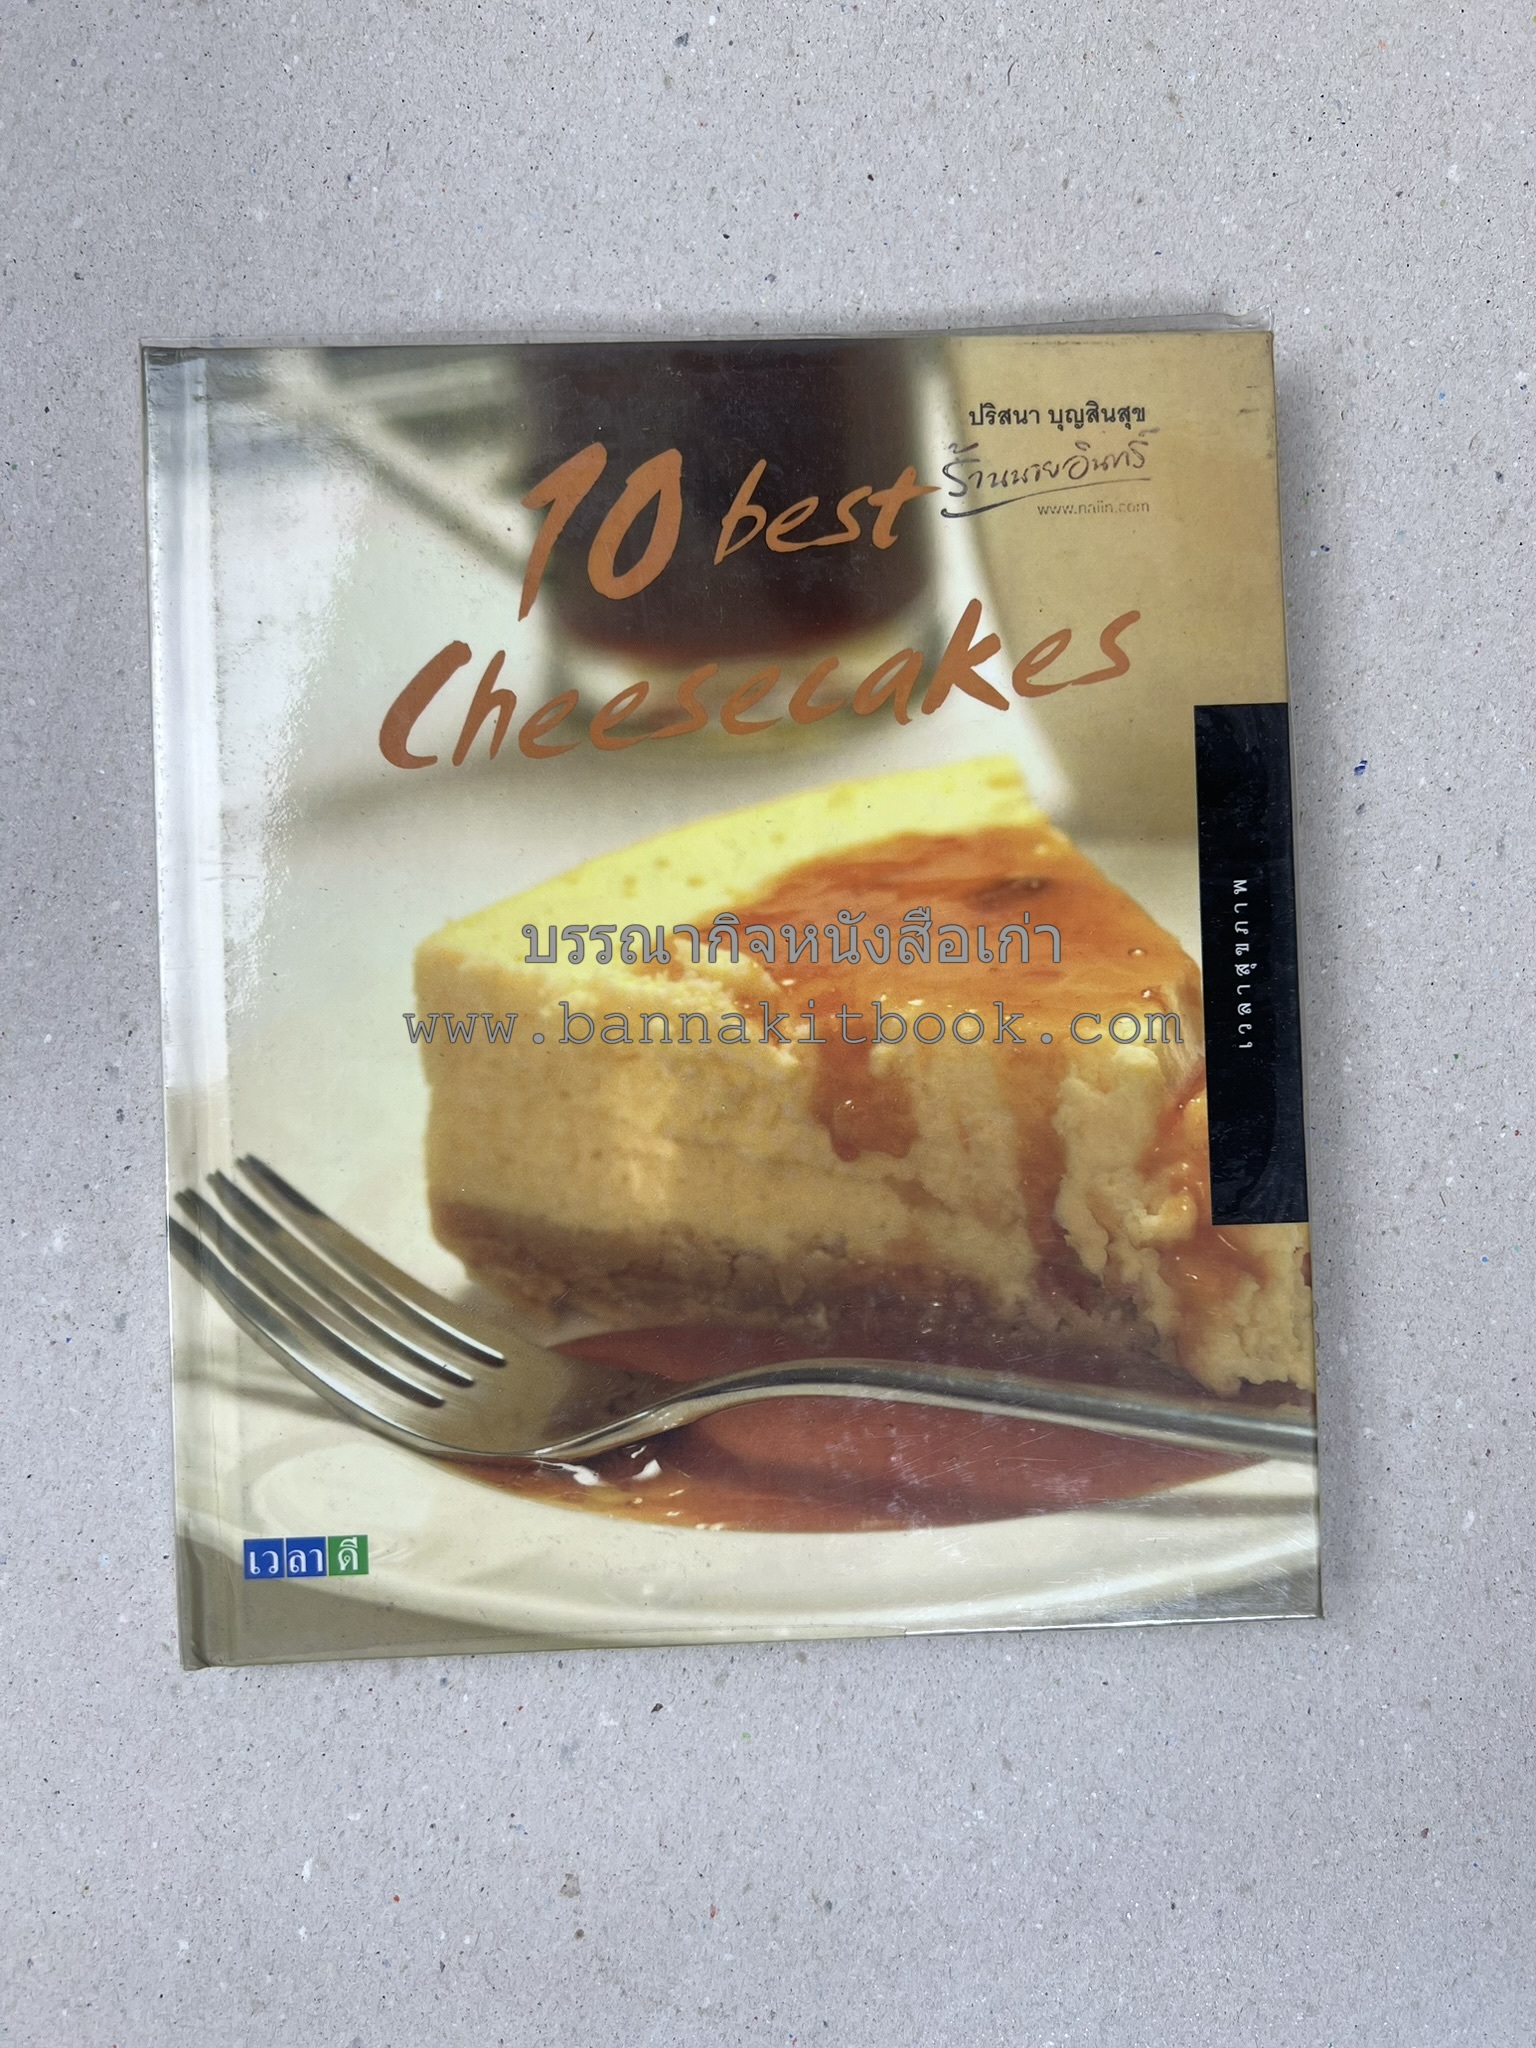 ปริสนา บุญสินสุข
ร้านนายอินทร์
www.naiin.com
10 best
Cheesecakes
บรรณากิจหนังสือเก่า
www.bannakitbook.com
เวลาดี